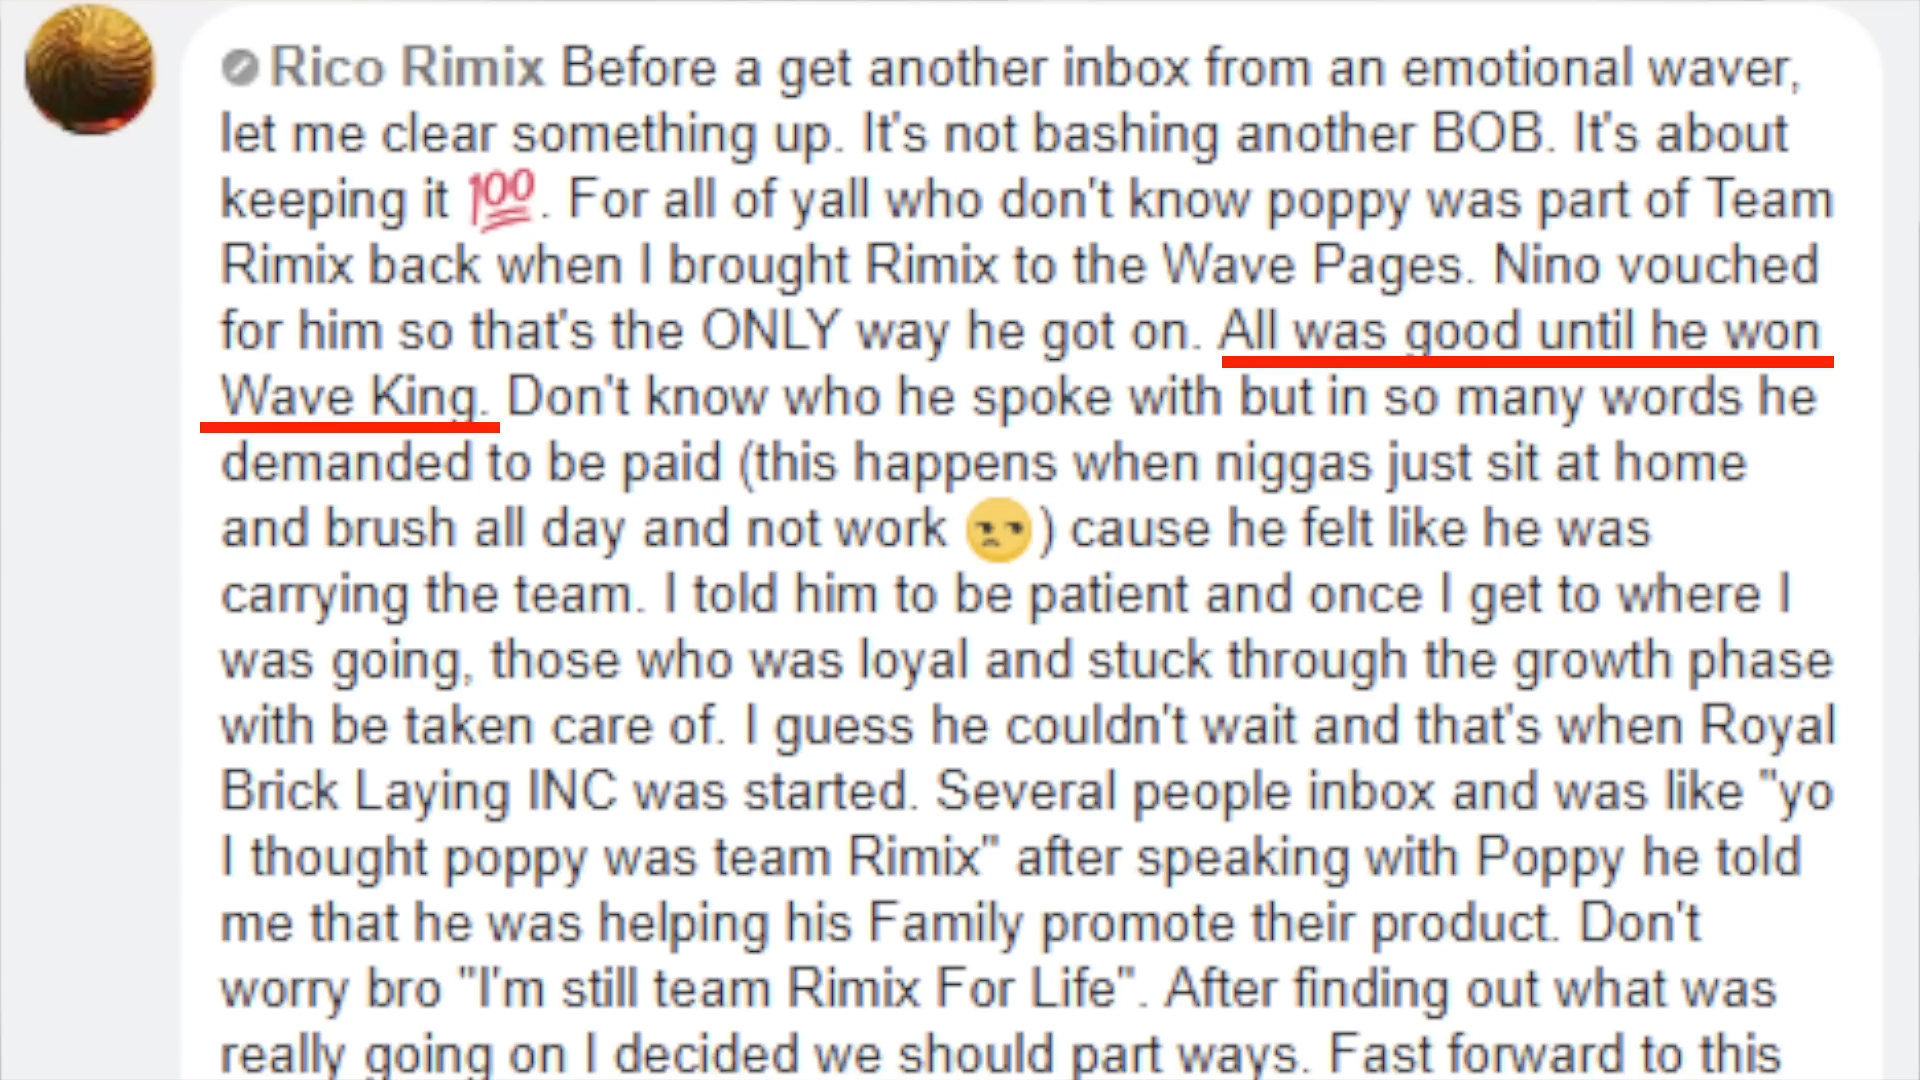 Rico Rimix Before a get another inbox from an emotional waver,
let me clear something up. It's not bashing another BOB. It's about
keeping it 💯. For all of yall who don't know poppy was part of Team
Rimix back when I brought Rimix to the Wave Pages. Nino vouched
for him so that's the ONLY way he got on. All was good until he won
Wave King. Don't know who he spoke with but in so many words he
demanded to be paid (this happens when niggas just sit at home
and brush all day and not work 😒) cause he felt like he was
carrying the team. I told him to be patient and once I get to where I
was going, those who was loyal and stuck through the growth phase
with be taken care of. I guess he couldn't wait and that's when Royal
Brick Laying INC was started. Several people inbox and was like "yo
I thought poppy was team Rimix" after speaking with Poppy he told
me that he was helping his Family promote their product. Don't
worry bro "I'm still team Rimix For Life". After finding out what was
really going on I decided we should part ways. Fast forward to this